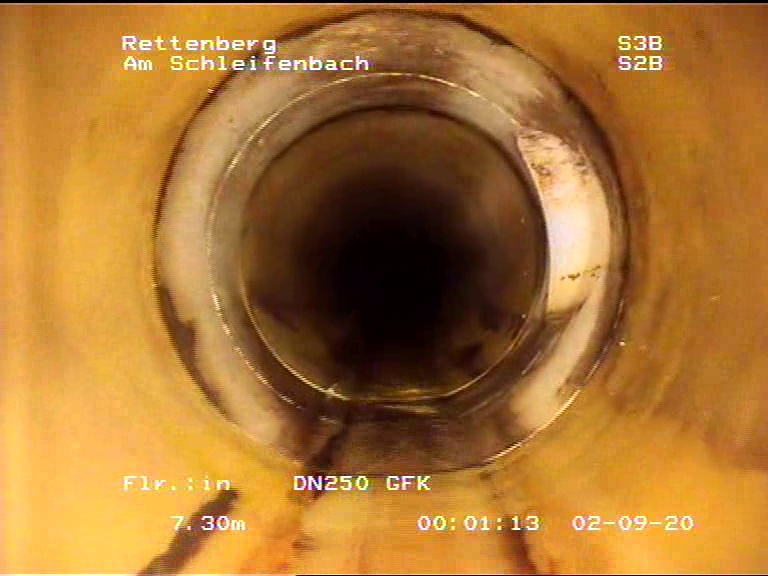 Rettenberg S3B
Am Schleifenbach S2B
Flr.:in DN250 GFK
7.30m 00:01:13 02-09-20